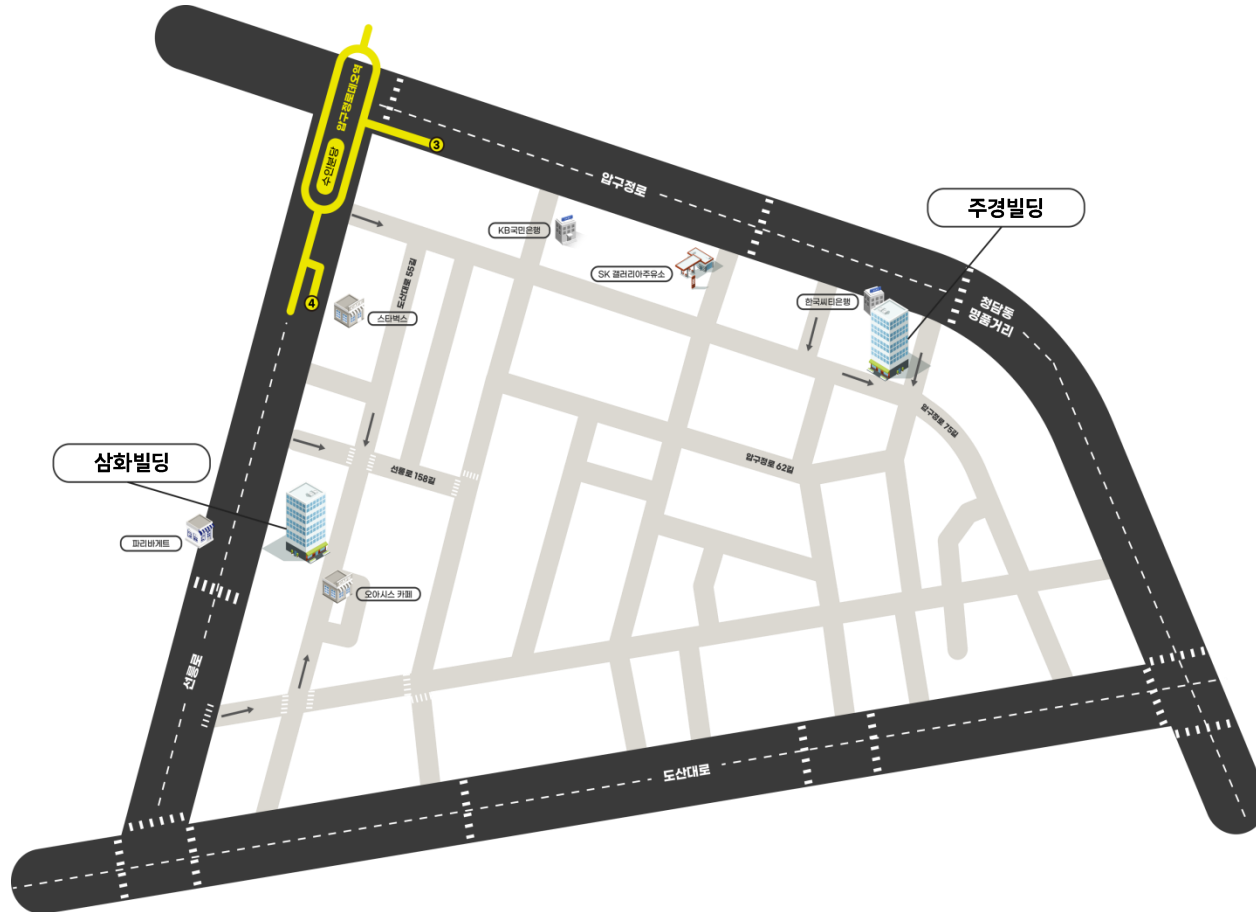 압구정로데오역
수인분당
3
압구정로
주경빌딩
KB국민은행
SK 갤러리아주유소
도산대로 55길
4
스타벅스
한국씨티은행
청담동
명품거리
압구정로 75길
삼화빌딩
선릉로 158길
압구정로 62길
파리바게트
오아시스 카페
선릉로
도산대로